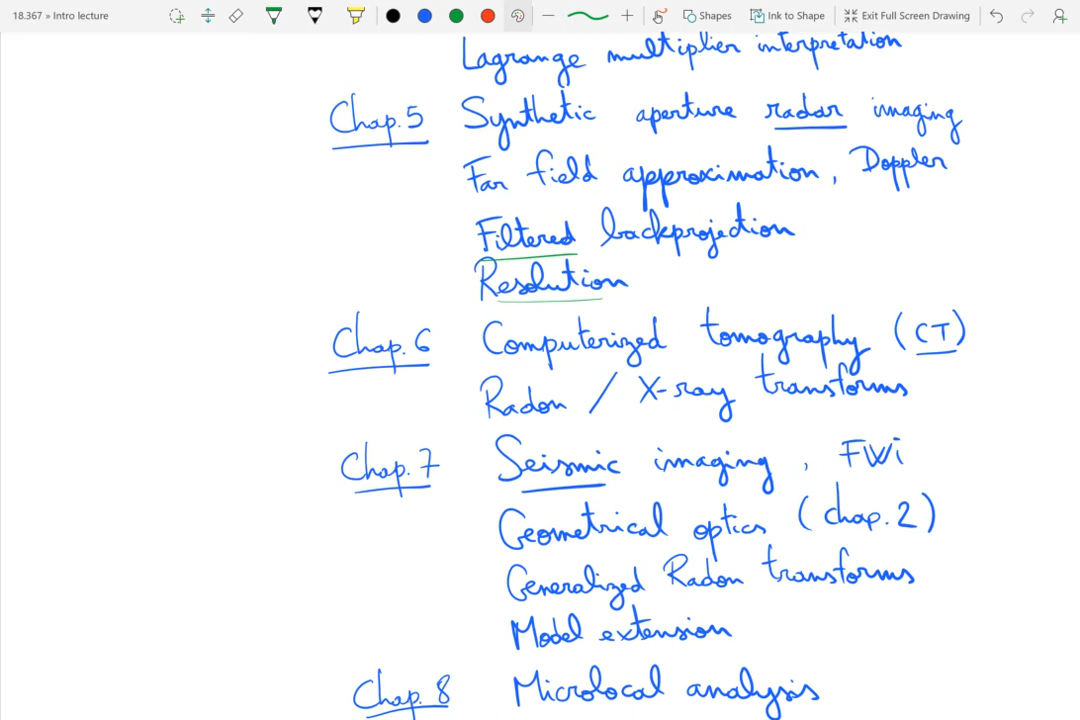 18.367 » Intro lecture
Shapes
Ink to Shape
Exit Full Screen Drawing
Lagrange multiplier interpretation
Chap. 5 Synthetic aperture radar imaging
Far field approximation, Doppler
Filtered backprojection
Resolution
Chap. 6 Computerized tomography (CT)
Radon / X-ray transforms
Chap. 7 Seismic imaging, FWi
Geometrical optics (chap. 2)
Generalized Radon transforms
Model extension
Chap. 8 Microlocal analysis